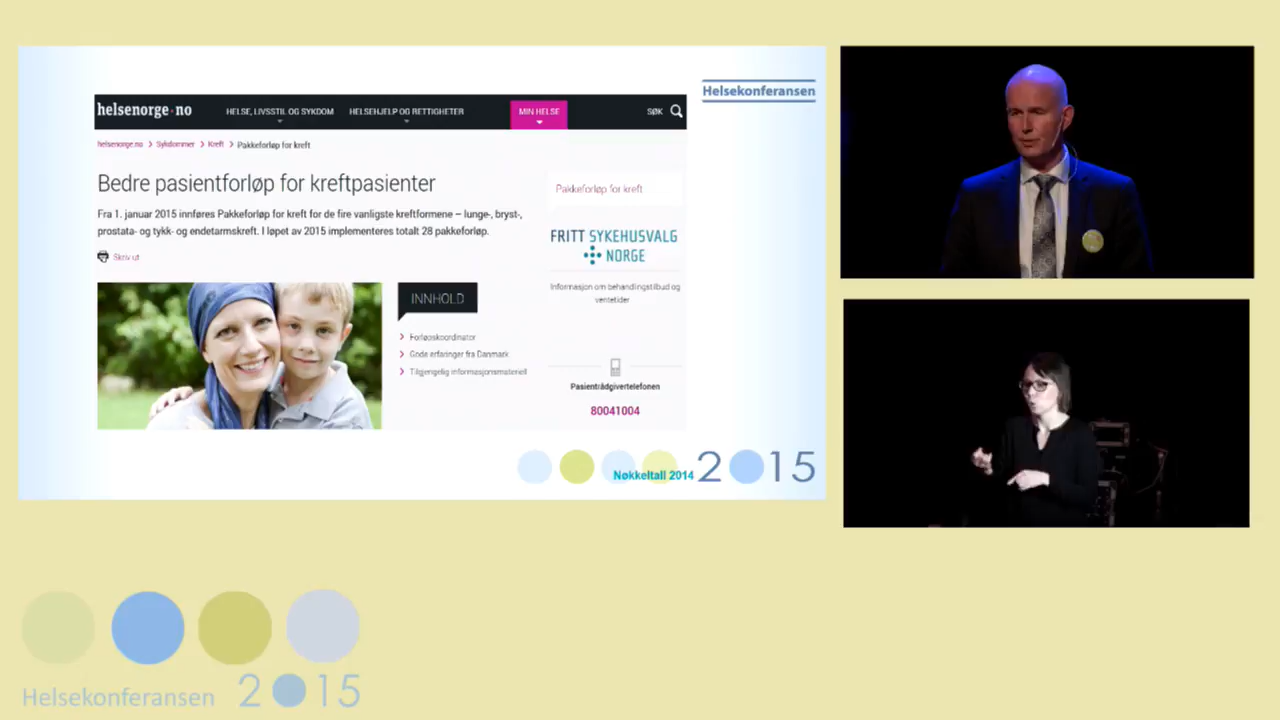 Helsekonferansen
helsenorge·no
HELSE, LIVSSTIL OG SYKDOM
HELSEHJELP OG RETTIGHETER
MIN HELSE
SØK
helsenorge.no > Sykdommer > Kreft > Pakkeforløp for kreft
Bedre pasientforløp for kreftpasienter
Fra 1. januar 2015 innføres Pakkeforløp for kreft for de fire vanligste kreftformene – lunge-, bryst-,
prostata- og tykk- og endetarmskreft. I løpet av 2015 implementeres totalt 28 pakkeforløp.
Skriv ut
INNHOLD
Forløpskoordinator
Gode erfaringer fra Danmark
Tilgjengelig informasjonsmateriell
Pakkeforløp for kreft
FRITT SYKEHUSVALG
NORGE
Informasjon om behandlingstilbud og
ventetider
Pasientrådgivertelefonen
80041004
Nøkkeltall 2014
2015
Helsekonferansen 2015